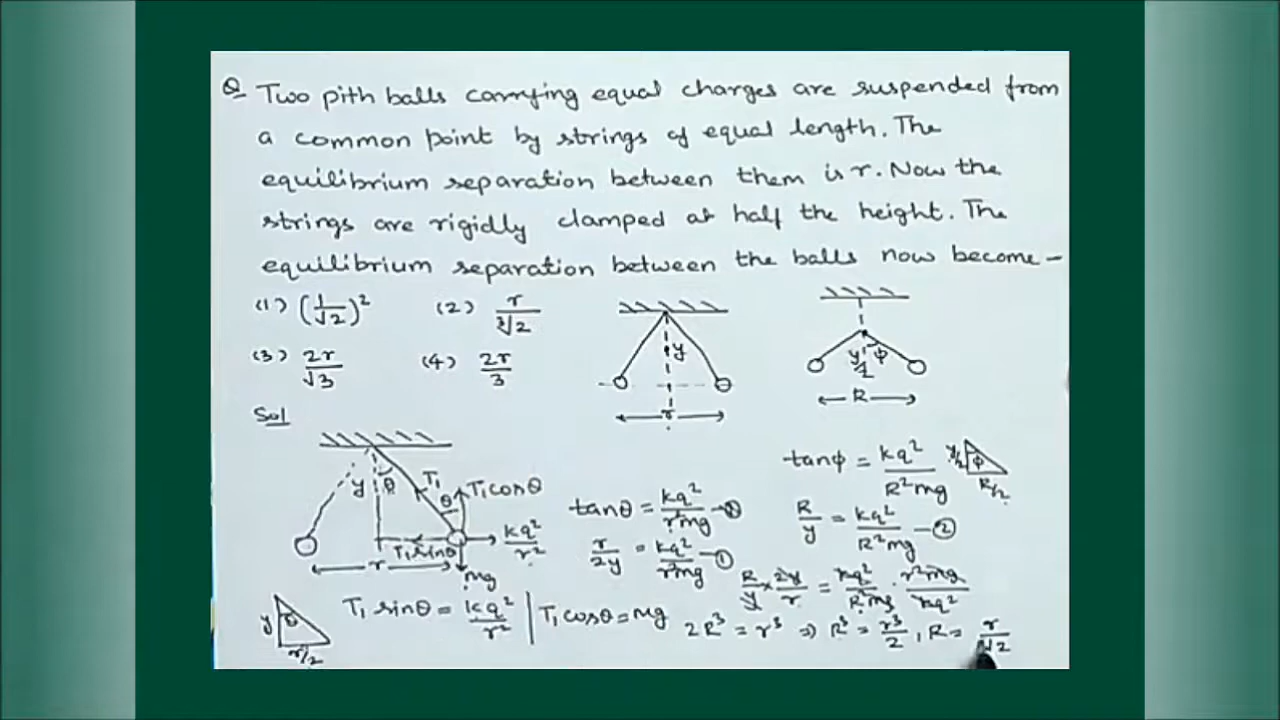 Q Two pith balls carrying equal charges are suspended from
a common point by strings of equal length. The
equilibrium separation between them is r. Now the
strings are rigidly clamped at half the height. The
equilibrium separation between the balls now become -
(1) (1/√2)² (2) r/∛2
(3) 2r/√3 (4) 2r/3
y
r
y/2 φ
R
Sol
y θ T₁ θ T₁cosθ
T₁sinθ kq²/r²
r
mg
y θ
r/2
T₁ sinθ = kq²/r² | T₁ cosθ = mg
tanθ = kq²/r²mg - ①
r/2y = kq²/r²mg - ①
tanφ = kq²/R²mg
y/2 φ
R/2
R/y = kq²/R²mg - ②
R/y × 2y/r = kq²/R²mg · r²mg/kq²
2R³ = r³ ⇒ R³ = r³/2 , R = r/∛2